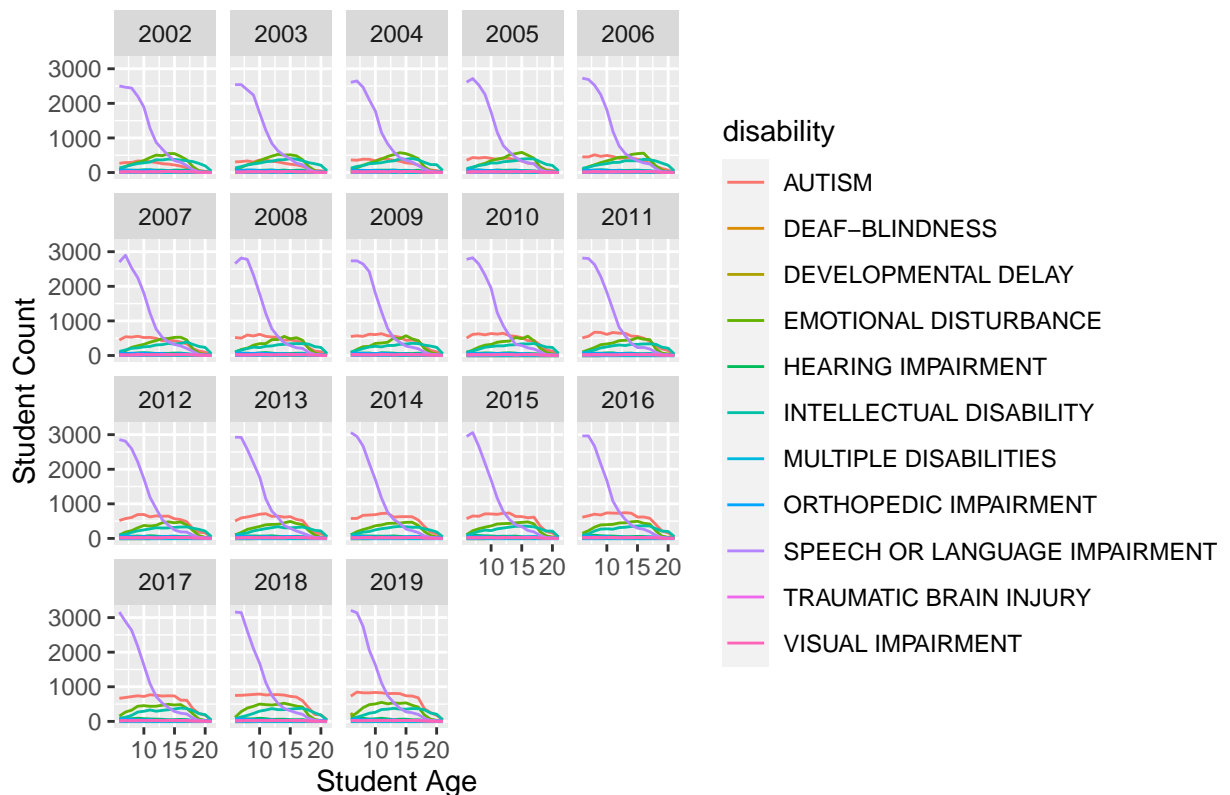 2002 2003 2004 2005 2006
3000
2000
1000
0
2007 2008 2009 2010 2011
3000
2000
1000
0
2012 2013 2014 2015 2016
3000
2000
1000
0
10 15 20 10 15 20
2017 2018 2019
3000
2000
1000
0
10 15 20 10 15 20 10 15 20
Student Age
Student Count
disability
AUTISM
DEAF−BLINDNESS
DEVELOPMENTAL DELAY
EMOTIONAL DISTURBANCE
HEARING IMPAIRMENT
INTELLECTUAL DISABILITY
MULTIPLE DISABILITIES
ORTHOPEDIC IMPAIRMENT
SPEECH OR LANGUAGE IMPAIRMENT
TRAUMATIC BRAIN INJURY
VISUAL IMPAIRMENT